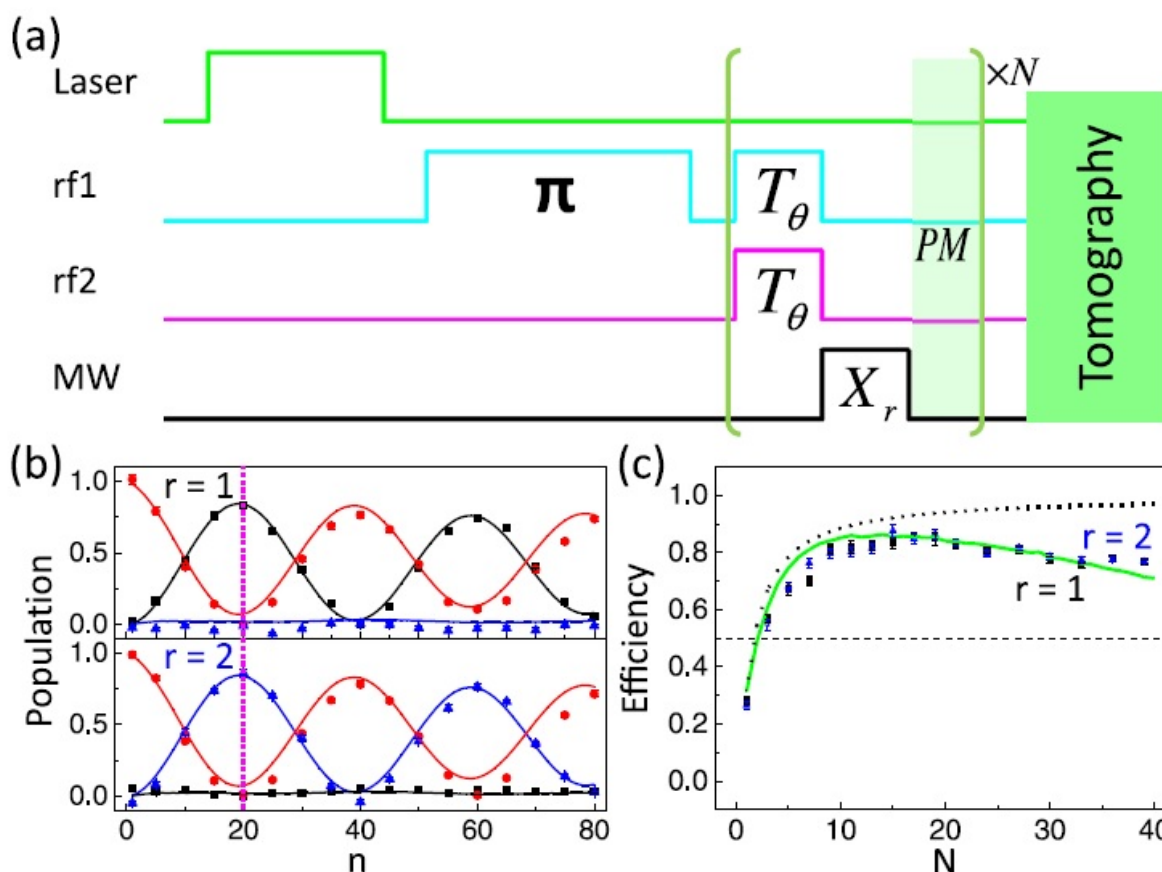 (a)
Laser
×N
rf1
π
T_θ
rf2
T_θ
PM
MW
X_r
Tomography
(b)
1.0
0.5
0.0
r = 1
1.0
0.5
0.0
r = 2
Population
0
20
40
60
80
n
(c)
1.0
0.8
0.6
0.4
0.2
0.0
Efficiency
r = 2
r = 1
0
10
20
30
40
N